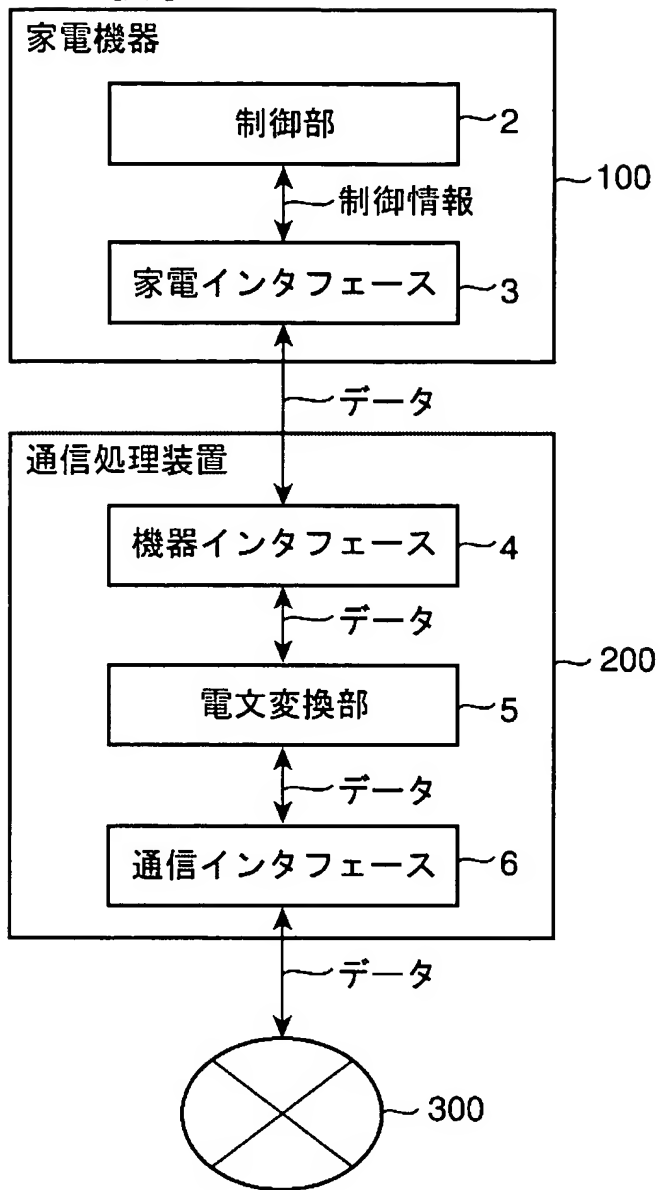 家電機器
制御部
2
制御情報
100
家電インタフェース
3
データ
通信処理装置
機器インタフェース
4
データ
200
電文変換部
5
データ
通信インタフェース
6
データ
300